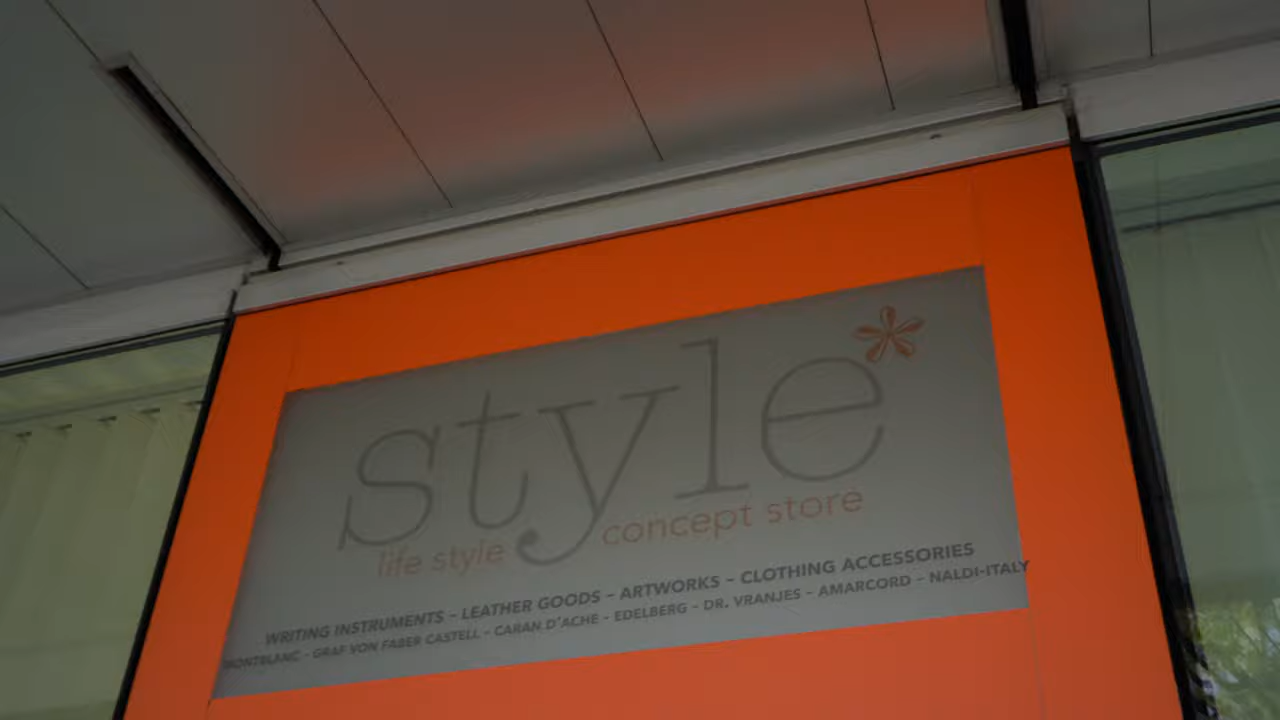 style*
life style concept store
WRITING INSTRUMENTS – LEATHER GOODS – ARTWORKS – CLOTHING ACCESSORIES
MONTBLANC – GRAF VON FABER CASTELL – CARAN D'ACHE – EDELBERG – DR. VRANJES – AMARCORD – NALDI-ITALY